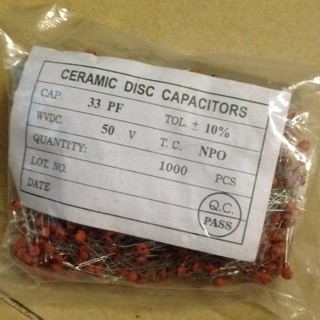 CERAMIC DISC CAPACITORS
CAP. 33 PF TOL. ± 10%
WVDC. 50 V T. C. NPO
QUANTITY: 1000 PCS
LOT. NO.
DATE
Q.C.
PASS